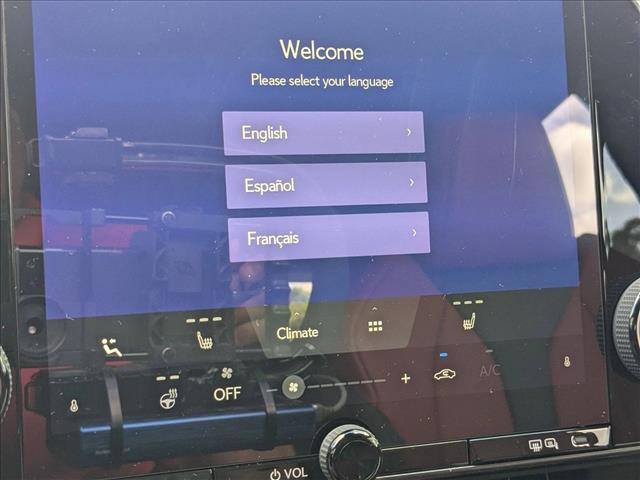 Welcome
Please select your language
English
Español
Français
Climate
OFF
+
A/C
VOL